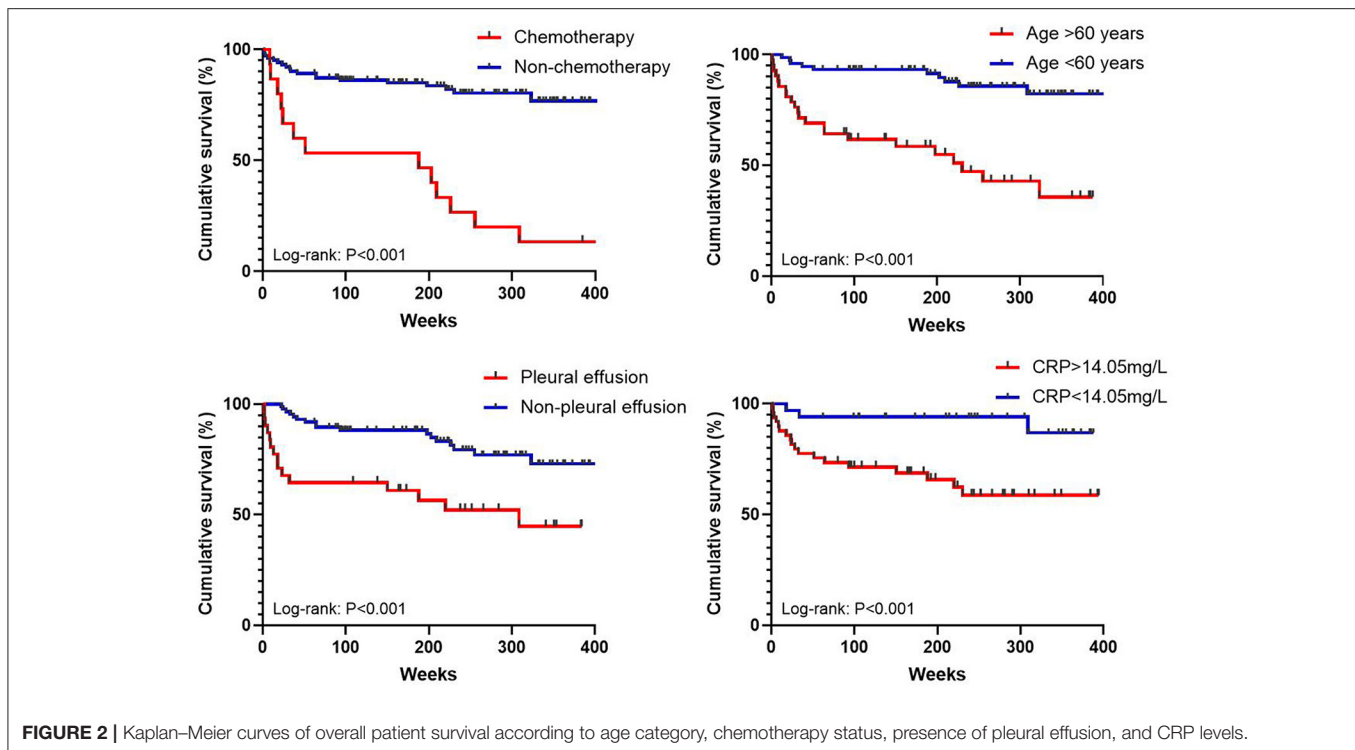 Chemotherapy
Non-chemotherapy
Cumulative survival (%)
100
50
0
Log-rank: P<0.001
0 100 200 300 400
Weeks
Age >60 years
Age <60 years
Cumulative survival (%)
100
50
0
Log-rank: P<0.001
0 100 200 300 400
Weeks
Pleural effusion
Non-pleural effusion
Cumulative survival (%)
100
50
0
Log-rank: P<0.001
0 100 200 300 400
Weeks
CRP>14.05mg/L
CRP<14.05mg/L
Cumulative survival (%)
100
50
0
Log-rank: P<0.001
0 100 200 300 400
Weeks
FIGURE 2 | Kaplan–Meier curves of overall patient survival according to age category, chemotherapy status, presence of pleural effusion, and CRP levels.